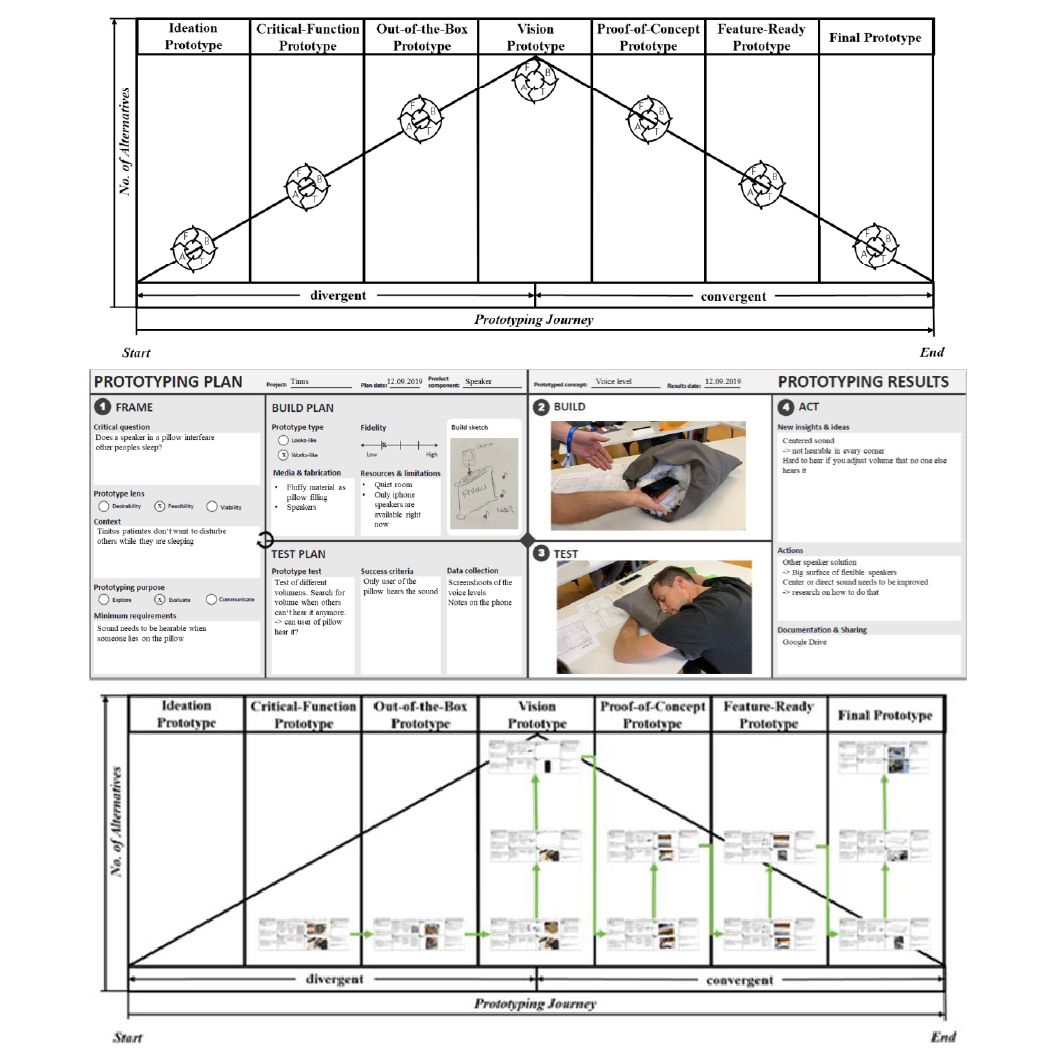 Ideation
Prototype
Critical-Function
Prototype
Out-of-the-Box
Prototype
Vision
Prototype
Proof-of-Concept
Prototype
Feature-Ready
Prototype
Final Prototype
No. of Alternatives
F B T A
F B T A
F B T A
F B T A
F B T A
F B T A
F B T A
divergent
convergent
Prototyping Journey
Start
End
PROTOTYPING PLAN
Project: Tinus
Plan date: 12.09.2019
Product component: Speaker
Prototyped concept: Voice level
Results date: 12.09.2019
PROTOTYPING RESULTS
1 FRAME
Critical question
Does a speaker in a pillow interfeare
other peoples sleep?
Prototype lens
Desirability (X) Feasibility Viability
Context
Tinitus patientes don't want to disturbe
others while they are sleeping
Prototyping purpose
Explore (X) Evaluate Communicate
Minimum requirements
Sound needs to be hearable when
someone lies on the pillow
BUILD PLAN
Prototype type
Looks-like
(X) Works-like
Fidelity
x
Low High
Build sketch
PILLOW
Media & fabrication
• Fluffy material as
pillow filling
• Speakers
Resources & limitations
• Quiet room
• Only iphone
speakers are
available right
now
TEST PLAN
Prototype test
Test of different
volumens. Search for
volume when others
can't hear it anymore.
-> can user of pillow
hear it?
Success criteria
Only user of the
pillow hears the sound
Data collection
Screenshoots of the
voice levels
Notes on the phone
2 BUILD
3 TEST
4 ACT
New insights & ideas
Centered sound
-> not hearable in every corner
Hard to hear if you adjust volume that no one else
hears it
Actions
Other speaker solution
-> Big surface of flexible speakers
Center or direct sound needs to be improved
-> research on how to do that
Documentation & Sharing
Google Drive
Ideation
Prototype
Critical-Function
Prototype
Out-of-the-Box
Prototype
Vision
Prototype
Proof-of-Concept
Prototype
Feature-Ready
Prototype
Final Prototype
No. of Alternatives
divergent
convergent
Prototyping Journey
Start
End